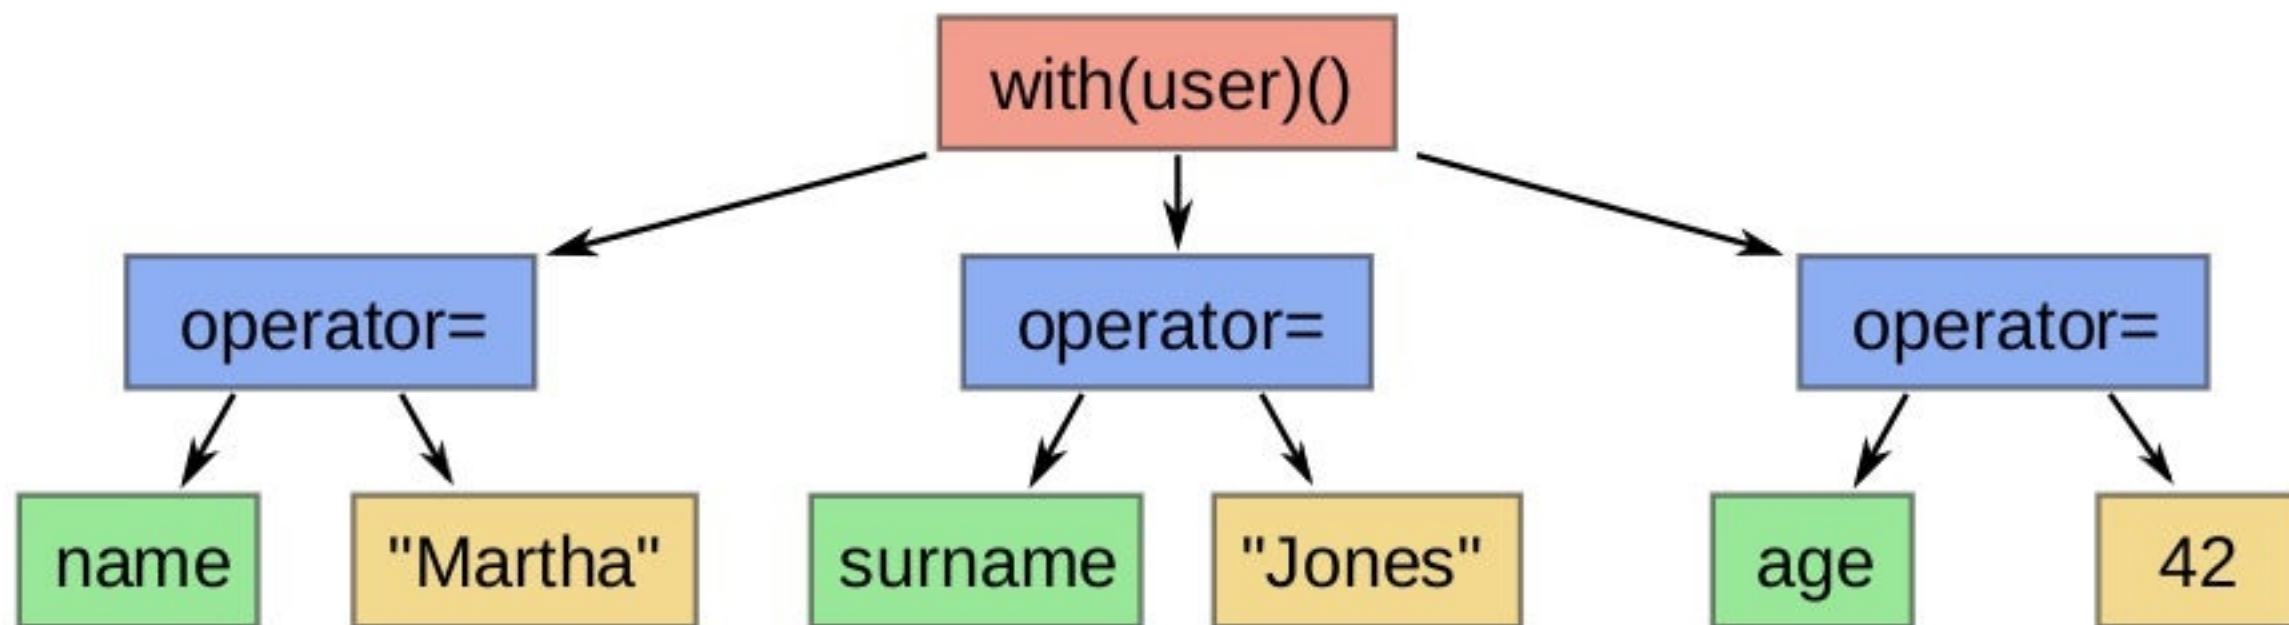 with(user)()
operator=
operator=
operator=
name
"Martha"
surname
"Jones"
age
42